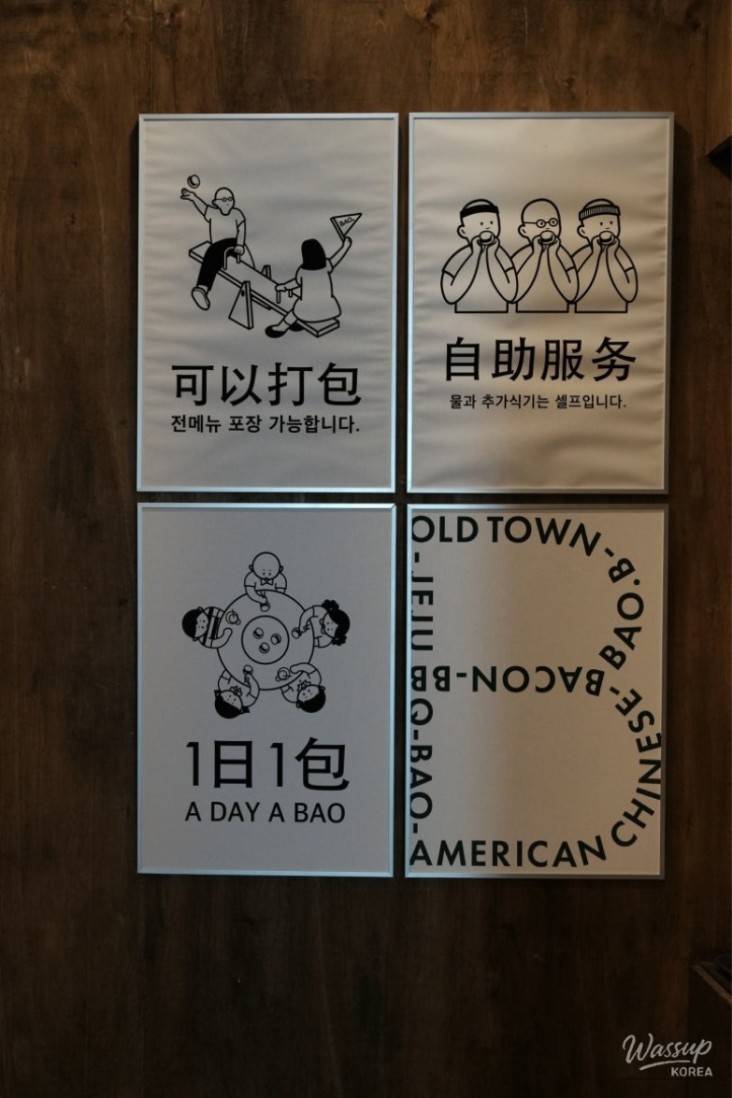 BAO.
可以打包
전메뉴 포장 가능합니다.
自助服务
물과 추가식기는 셀프입니다.
1日1包
A DAY A BAO
OLD TOWN-B.BAO-
BACON-BB
Q-BAO-
AMERICAN CHINESE-
-JEJU
Wassup
KOREA